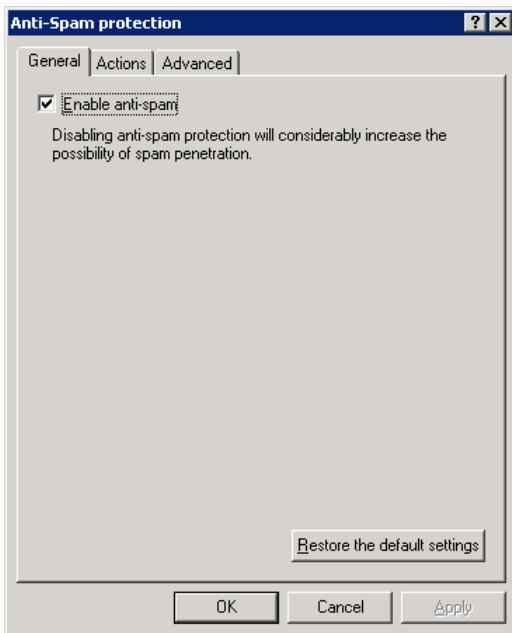 Anti-Spam protection
General Actions Advanced
Enable anti-spam
Disabling anti-spam protection will considerably increase the
possibility of spam penetration.
Restore the default settings
OK Cancel Apply